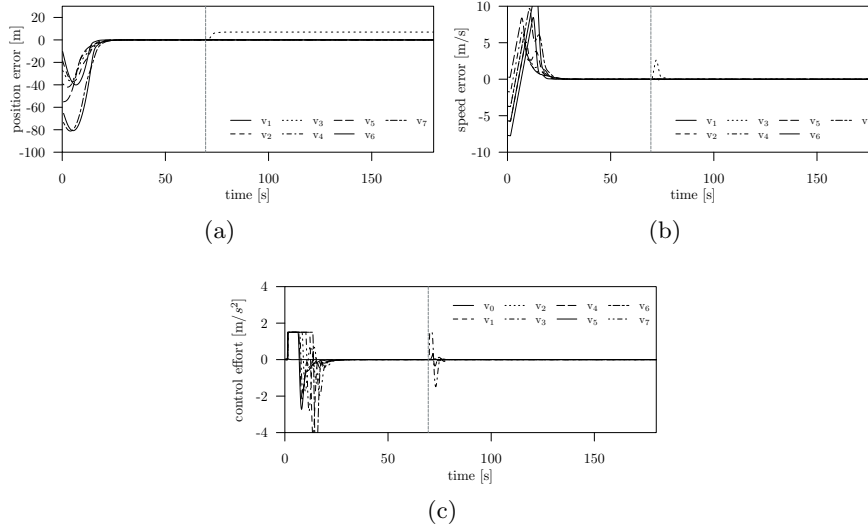 20
0
-20
-40
-60
-80
-100
position error [m]
v1 v3 v5 v7
v2 v4 v6
0 50 100 150
time [s]
(a)
10
5
0
-5
-10
speed error [m/s]
v1 v3 v5 v
v2 v4 v6
0 50 100 150
time [s]
(b)
4
2
0
-2
-4
control effort [m/s²]
v0 v2 v4 v6
v1 v3 v5 v7
0 50 100 150
time [s]
(c)